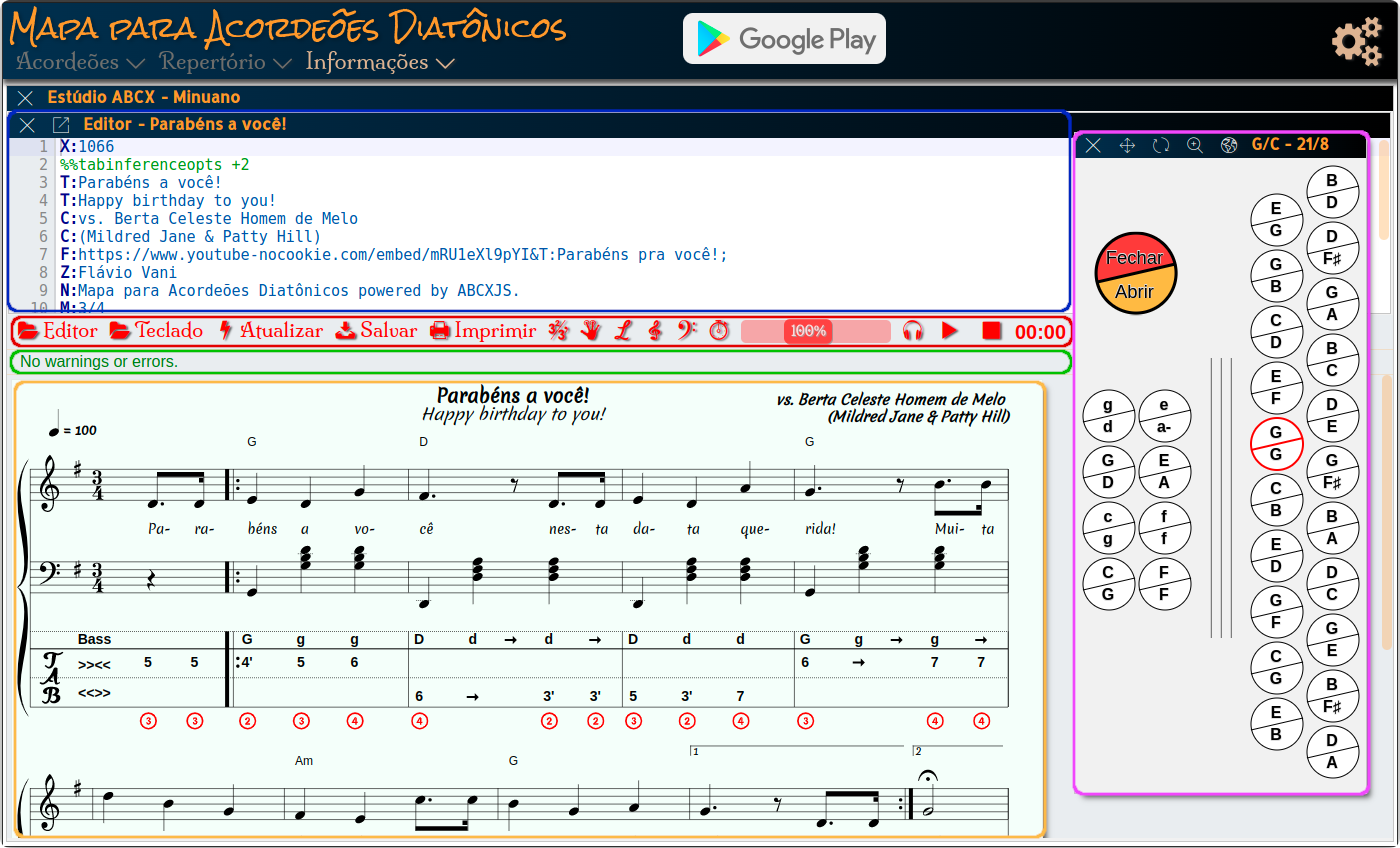 Mapa para Acordeões Diatônicos
Google Play
Acordeões Repertório Informações
Estúdio ABCX - Minuano
Editor - Parabéns a você!
1 X:1066
2 %%tabinferenceopts +2
3 T:Parabéns a você!
4 T:Happy birthday to you!
5 C:vs. Berta Celeste Homem de Melo
6 C:(Mildred Jane & Patty Hill)
7 F:https://www.youtube-nocookie.com/embed/mRU1eXl9pYI&T:Parabéns pra você!;
8 Z:Flávio Vani
9 N:Mapa para Acordeões Diatônicos powered by ABCXJS.
10 M:3/4
Editor Teclado Atualizar Salvar Imprimir 100% 00:00
No warnings or errors.
Parabéns a você!
Happy birthday to you!
vs. Berta Celeste Homem de Melo
(Mildred Jane & Patty Hill)
= 100
G D G
3
4
Pa- ra- béns a vo- cê nes- ta da- ta que- rida! Mui- ta
3
4
Bass G g g D d → d → D d d G g → g →
TAB
>><< 5 5 :4' 5 6 6 → 7 7
<<>> 6 → 3' 3' 5 3' 7
3 3 2 3 4 4 2 2 3 2 4 3 4 4
Am G 1 2
G/C - 21/8
Fechar
Abrir
g
d
e
a-
G
D
E
A
c
g
f
f
C
G
F
F
E
G
G
B
C
D
E
F
G
G
C
B
E
D
G
F
C
G
E
B
B
D
D
F♯
G
A
B
C
D
E
G
F♯
B
A
D
C
G
E
B
F♯
D
A